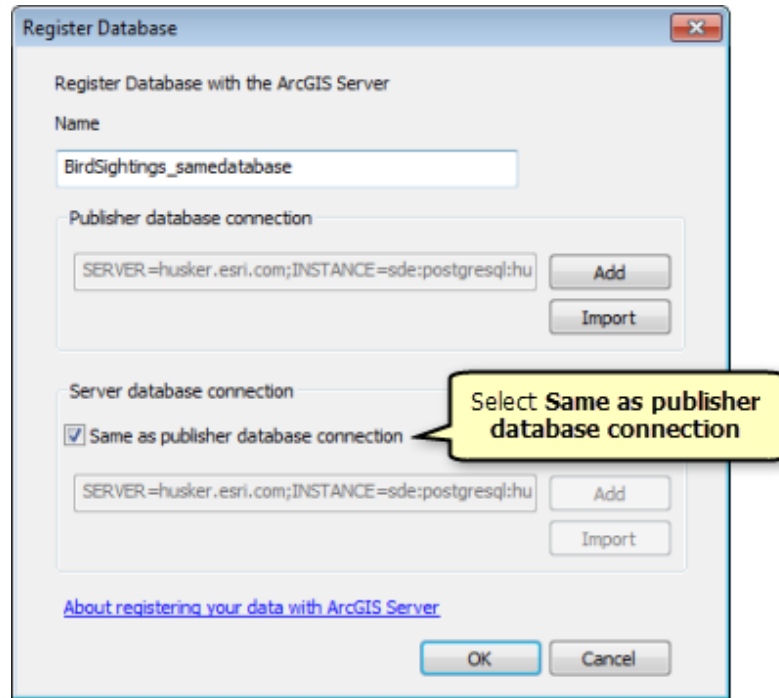 Register Database
Register Database with the ArcGIS Server
Name
BirdSightings_samedatabase
Publisher database connection
SERVER=husker.esri.com;INSTANCE=sde:postgresql:hu
Add
Import
Server database connection
Same as publisher database connection
Select Same as publisher
database connection
SERVER=husker.esri.com;INSTANCE=sde:postgresql:hu
Add
Import
About registering your data with ArcGIS Server
OK
Cancel